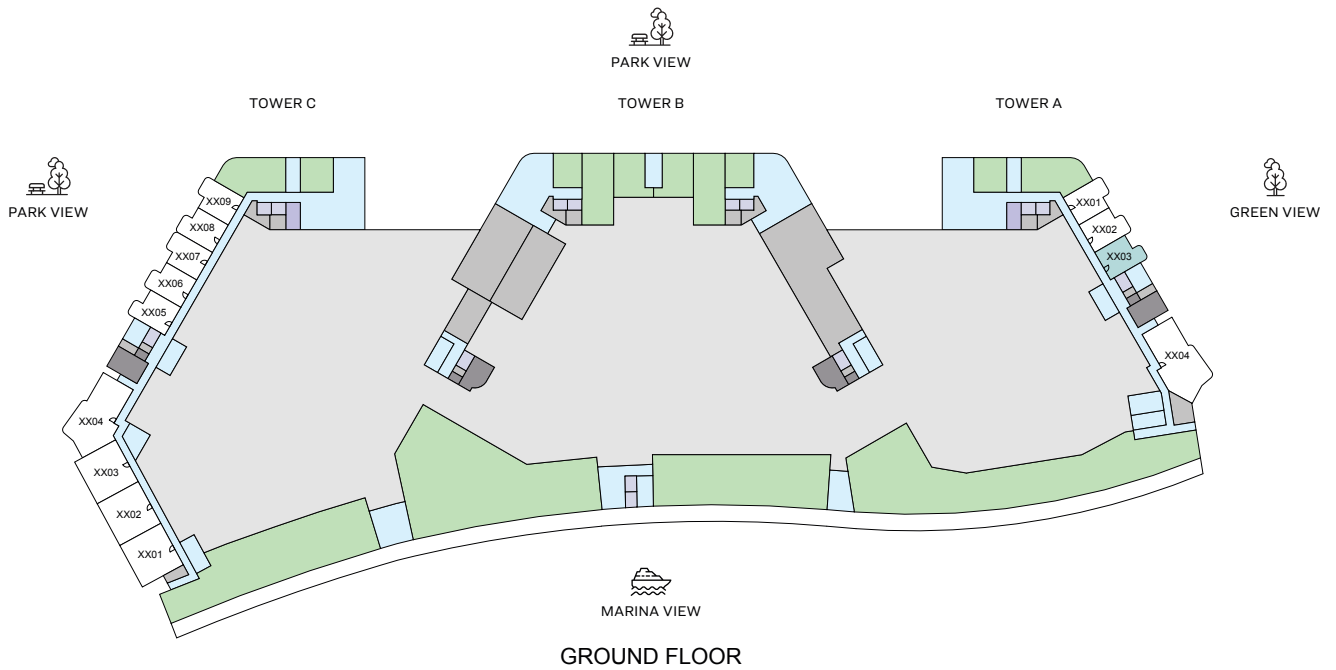 PARK VIEW
TOWER C
TOWER B
TOWER A
PARK VIEW
GREEN VIEW
XX09
XX08
XX07
XX06
XX05
XX04
XX03
XX02
XX01
XX01
XX02
XX03
XX04
MARINA VIEW
GROUND FLOOR